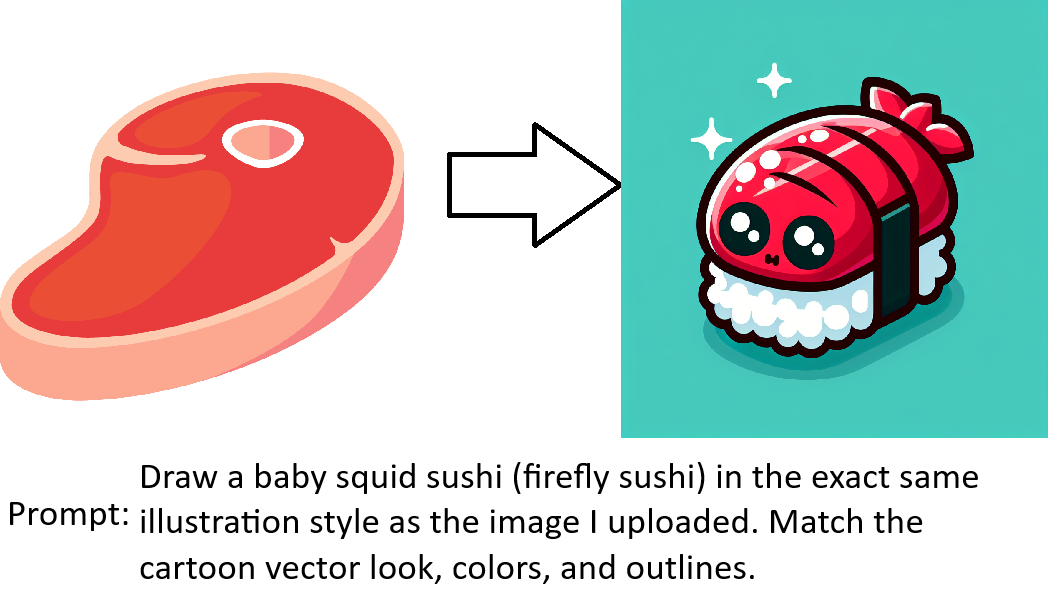 Draw a baby squid sushi (firefly sushi) in the exact same
Prompt: illustration style as the image I uploaded. Match the
cartoon vector look, colors, and outlines.